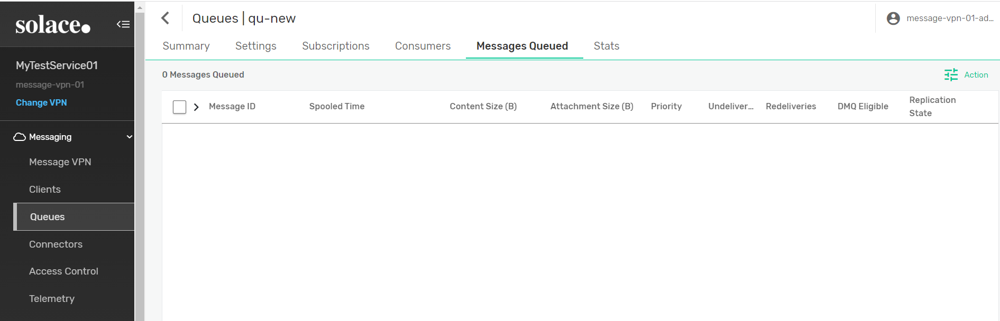 solace
MyTestService01
message-vpn-01
Change VPN
Messaging
Message VPN
Clients
Queues
Connectors
Access Control
Telemetry
Queues | qu-new
message-vpn-01-ad...
Summary Settings Subscriptions Consumers Messages Queued Stats
0 Messages Queued
Action
Message ID Spooled Time Content Size (B) Attachment Size (B) Priority Undeliver... Redeliveries DMQ Eligible Replication State